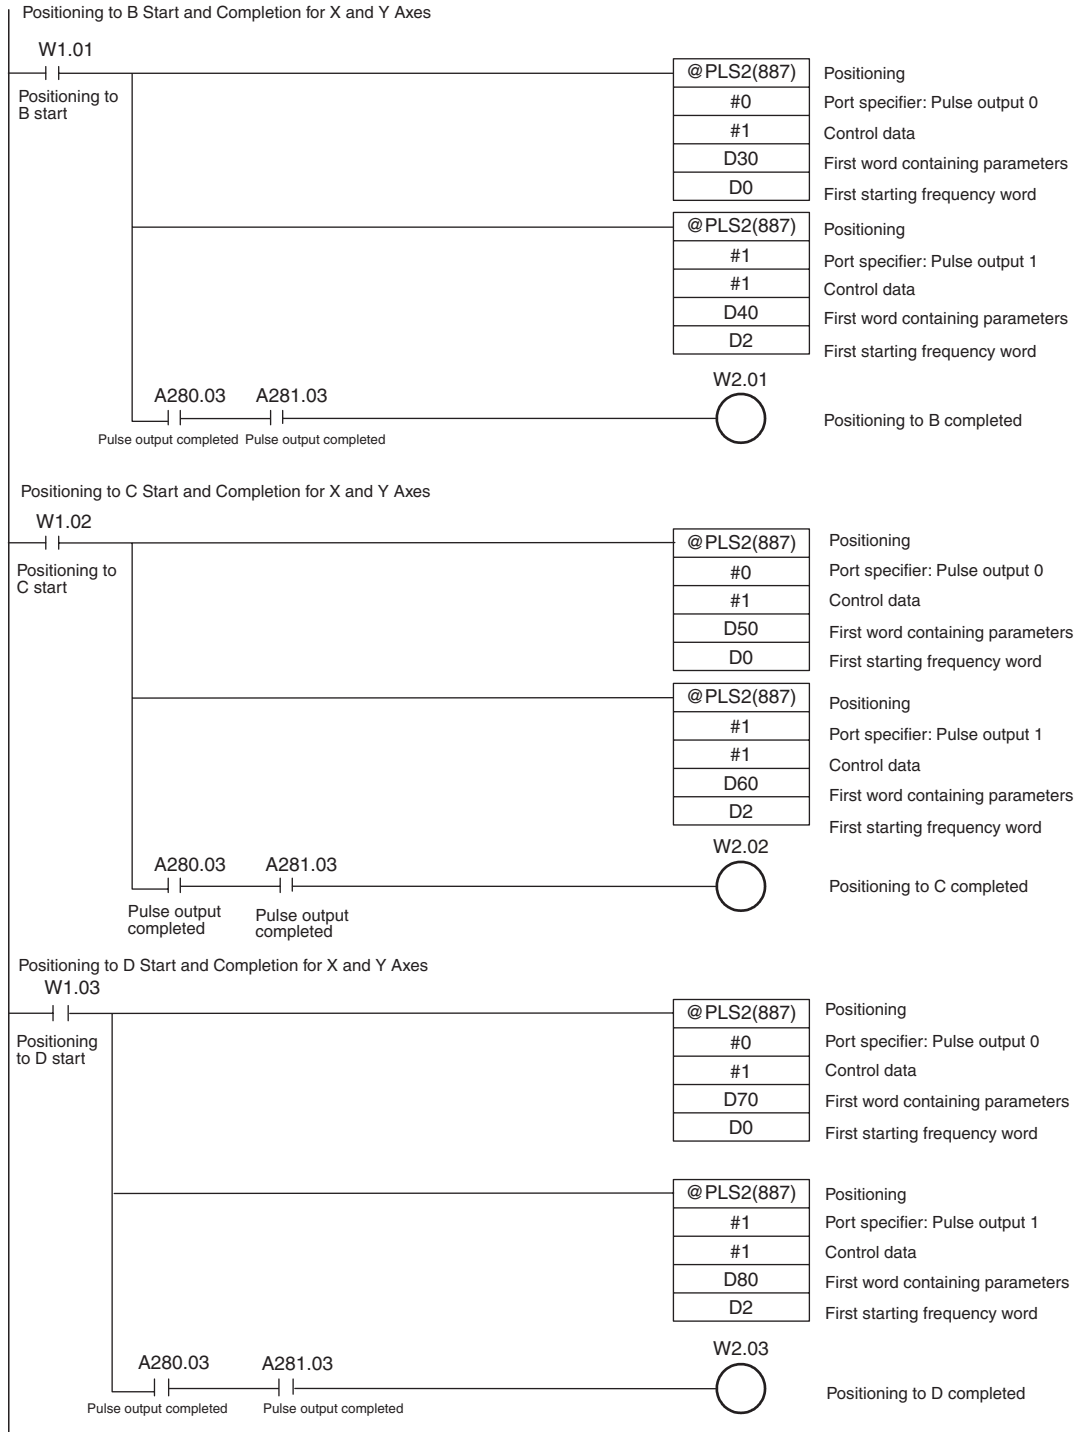 Positioning to B Start and Completion for X and Y Axes
W1.01
Positioning to
B start
@PLS2(887) Positioning
#0 Port specifier: Pulse output 0
#1 Control data
D30 First word containing parameters
D0 First starting frequency word
@PLS2(887) Positioning
#1 Port specifier: Pulse output 1
#1 Control data
D40 First word containing parameters
D2 First starting frequency word
W2.01
A280.03 A281.03
Positioning to B completed
Pulse output completed Pulse output completed
Positioning to C Start and Completion for X and Y Axes
W1.02
Positioning to
C start
@PLS2(887) Positioning
#0 Port specifier: Pulse output 0
#1 Control data
D50 First word containing parameters
D0 First starting frequency word
@PLS2(887) Positioning
#1 Port specifier: Pulse output 1
#1 Control data
D60 First word containing parameters
D2 First starting frequency word
W2.02
A280.03 A281.03
Positioning to C completed
Pulse output
completed
Pulse output
completed
Positioning to D Start and Completion for X and Y Axes
W1.03
Positioning
to D start
@PLS2(887) Positioning
#0 Port specifier: Pulse output 0
#1 Control data
D70 First word containing parameters
D0 First starting frequency word
@PLS2(887) Positioning
#1 Port specifier: Pulse output 1
#1 Control data
D80 First word containing parameters
D2 First starting frequency word
W2.03
A280.03 A281.03
Positioning to D completed
Pulse output completed Pulse output completed